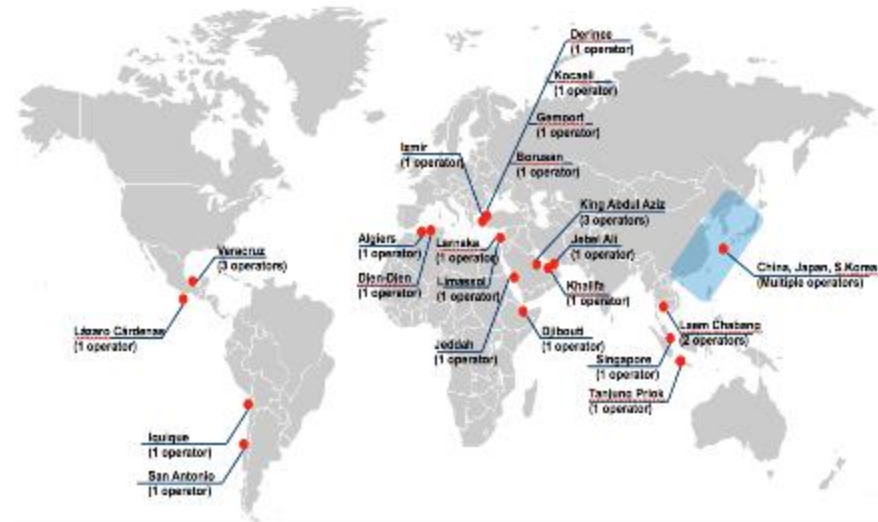 Derince
(1 operator)
Kocaeli
(1 operator)
Gemport
(1 operator)
Izmir
(1 operator)
Borusan
(1 operator)
King Abdul Aziz
(3 operators)
Algiers
(1 operator)
Larnaka
(1 operator)
Jebel Ali
(1 operator)
Veracruz
(3 operators)
China, Japan, S.Korea
(Multiple operators)
Djen-Djen
(1 operator)
Limassol
(1 operator)
Khalifa
(1 operator)
Lázaro Cárdenas
(1 operator)
Jeddah
(1 operator)
Djibouti
(1 operator)
Laem Chabang
(2 operators)
Singapore
(1 operator)
Tanjung Priok
(1 operator)
Iquique
(1 operator)
San Antonio
(1 operator)